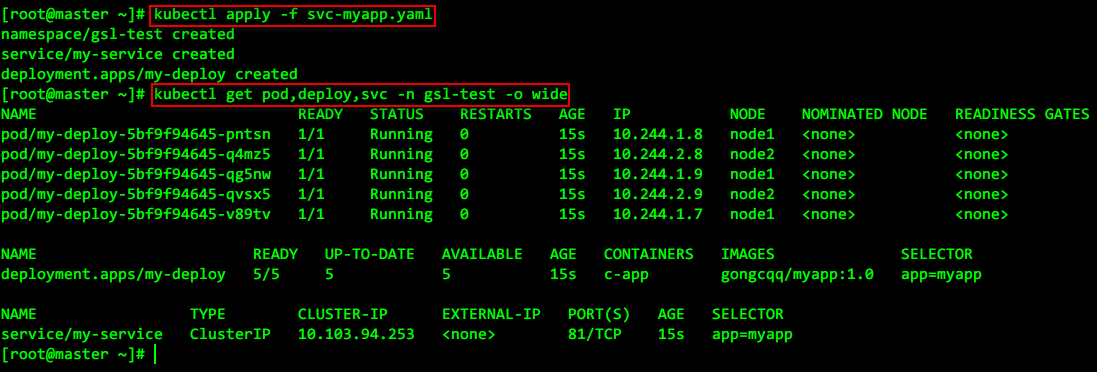 [root@master ~]# kubectl apply -f svc-myapp.yaml
namespace/gsl-test created
service/my-service created
deployment.apps/my-deploy created
[root@master ~]# kubectl get pod,deploy,svc -n gsl-test -o wide
NAME                             READY   STATUS    RESTARTS   AGE   IP           NODE    NOMINATED NODE   READINESS GATES
pod/my-deploy-5bf9f94645-pntsn   1/1     Running   0          15s   10.244.1.8   node1   <none>           <none>
pod/my-deploy-5bf9f94645-q4mz5   1/1     Running   0          15s   10.244.2.8   node2   <none>           <none>
pod/my-deploy-5bf9f94645-qg5nw   1/1     Running   0          15s   10.244.1.9   node1   <none>           <none>
pod/my-deploy-5bf9f94645-qvsx5   1/1     Running   0          15s   10.244.2.9   node2   <none>           <none>
pod/my-deploy-5bf9f94645-v89tv   1/1     Running   0          15s   10.244.1.7   node1   <none>           <none>
NAME                        READY   UP-TO-DATE   AVAILABLE   AGE   CONTAINERS   IMAGES              SELECTOR
deployment.apps/my-deploy   5/5     5            5           15s   c-app        gongcqq/myapp:1.0   app=myapp
NAME                 TYPE        CLUSTER-IP      EXTERNAL-IP   PORT(S)   AGE   SELECTOR
service/my-service   ClusterIP   10.103.94.253   <none>        81/TCP    15s   app=myapp
[root@master ~]#